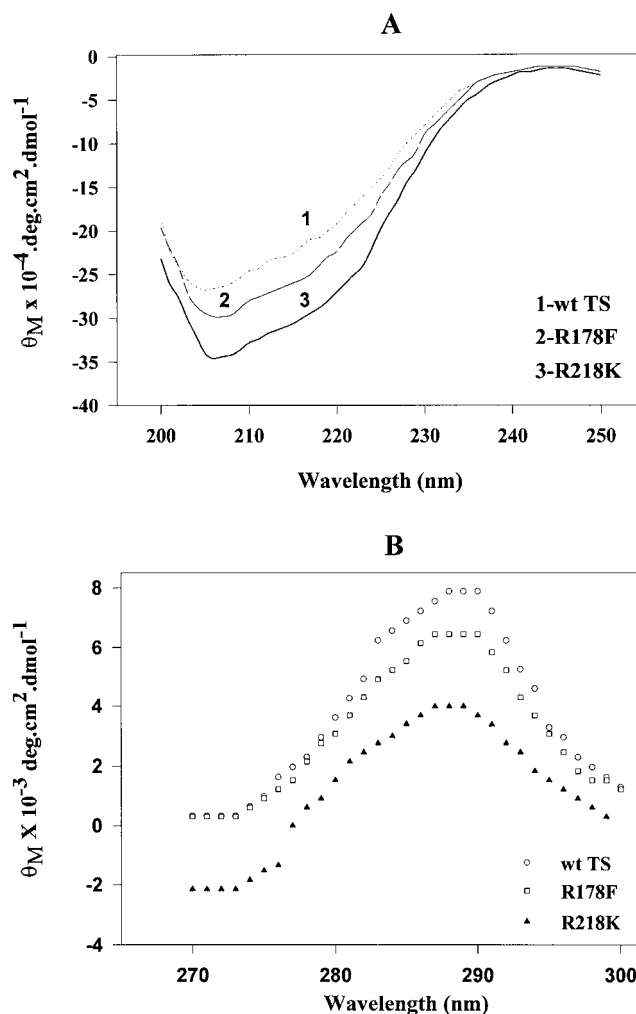 A
θM x 10⁻⁴.deg.cm².dmol⁻¹
0
-5
-10
-15
-20
-25
-30
-35
-40
1
2
3
1-wt TS
2-R178F
3-R218K
200
210
220
230
240
250
Wavelength (nm)
B
θM X 10⁻³ deg.cm².dmol⁻¹
8
6
4
2
0
-2
-4
wt TS
R178F
R218K
270
280
290
300
Wavelength (nm)